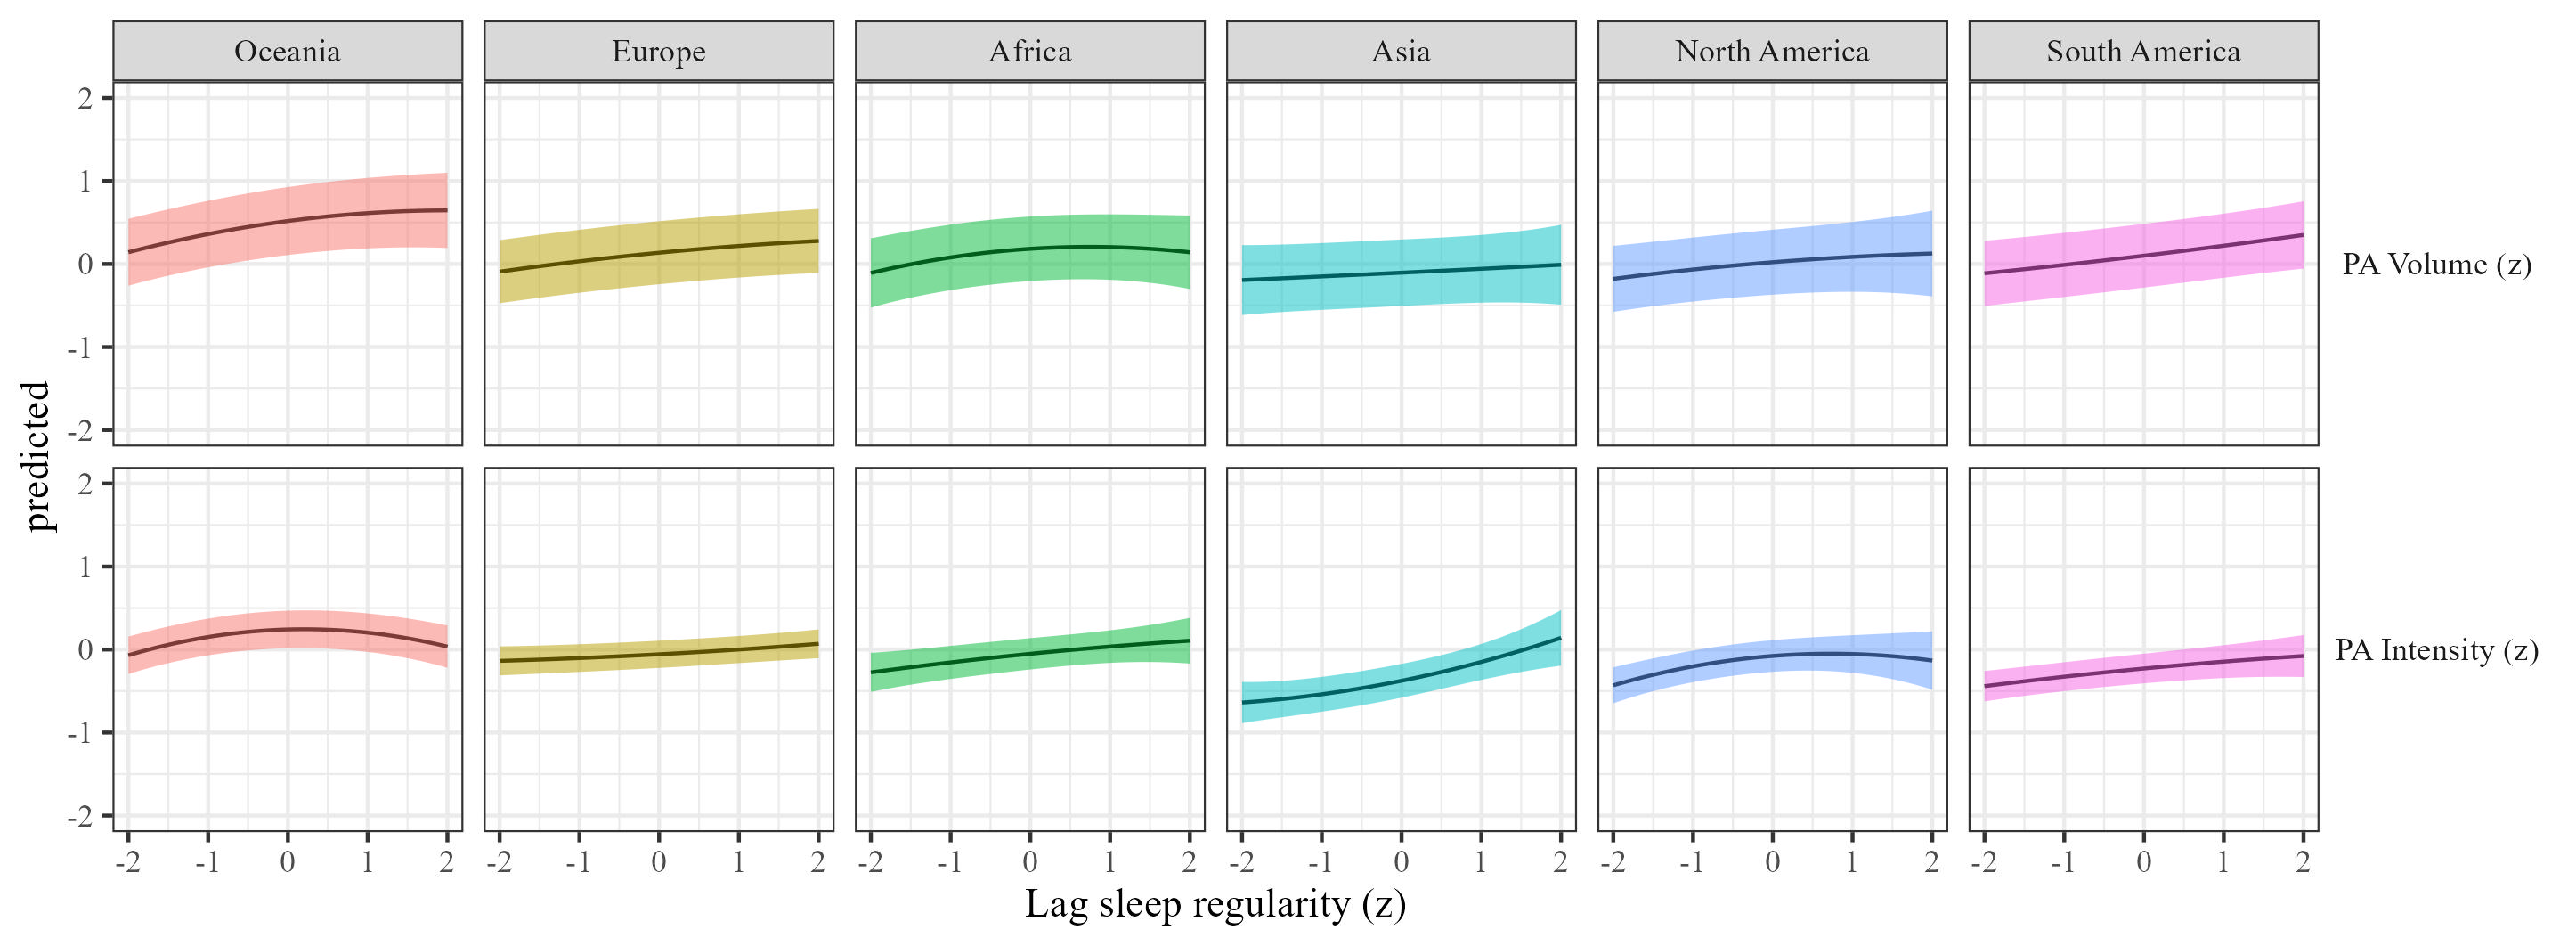 Oceania Europe Africa Asia North America South America
2
1
0
-1
-2
PA Volume (z)
predicted
2
1
0
-1
-2
PA Intensity (z)
-2 -1 0 1 2 -2 -1 0 1 2 -2 -1 0 1 2 -2 -1 0 1 2 -2 -1 0 1 2 -2 -1 0 1 2
Lag sleep regularity (z)